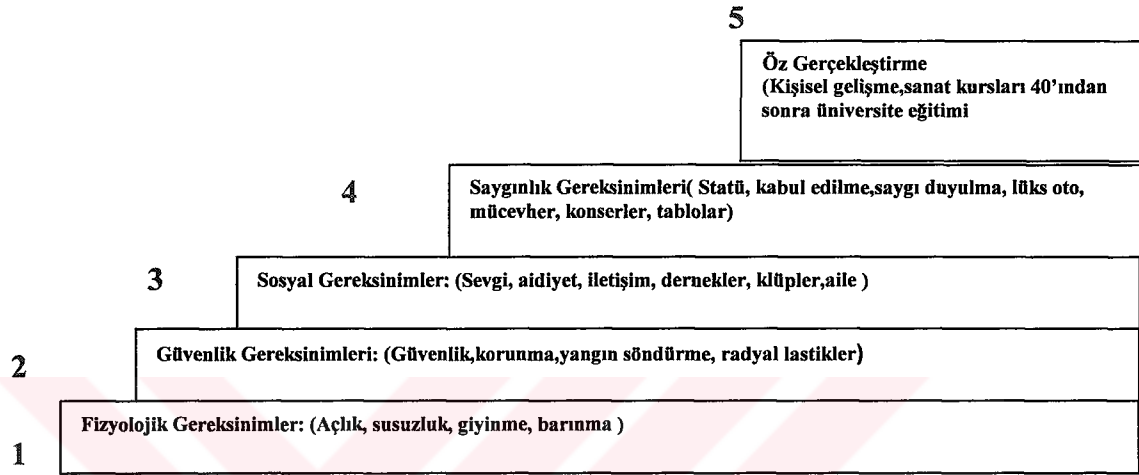 5
Öz Gerçekleştirme
(Kişisel gelişme,sanat kursları 40’ından
sonra üniversite eğitimi
4
Saygınlık Gereksinimleri( Statü, kabul edilme,saygı duyulma, lüks oto,
mücevher, konserler, tablolar)
3
Sosyal Gereksinimler: (Sevgi, aidiyet, iletişim, dernekler, klüpler,aile )
2
Güvenlik Gereksinimleri: (Güvenlik,korunma,yangın söndürme, radyal lastikler)
Fizyolojik Gereksinimler: (Açlık, susuzluk, giyinme, barınma )
1